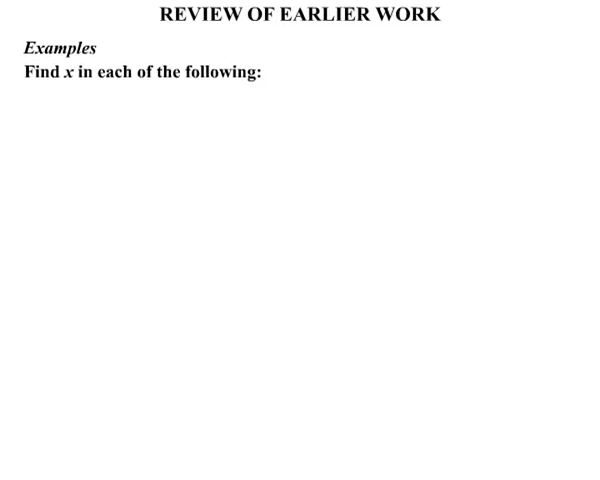 REVIEW OF EARLIER WORK
Examples
Find x in each of the following: